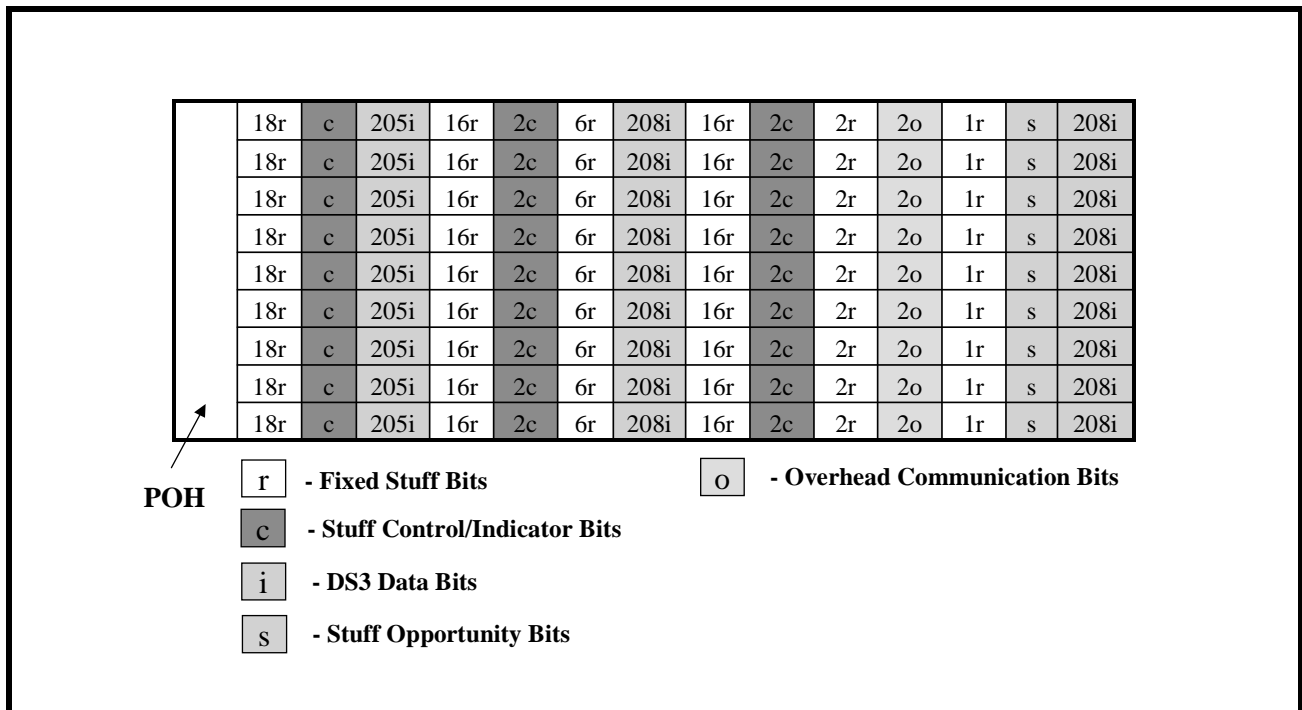 18r c 205i 16r 2c 6r 208i 16r 2c 2r 2o 1r s 208i
18r c 205i 16r 2c 6r 208i 16r 2c 2r 2o 1r s 208i
18r c 205i 16r 2c 6r 208i 16r 2c 2r 2o 1r s 208i
18r c 205i 16r 2c 6r 208i 16r 2c 2r 2o 1r s 208i
18r c 205i 16r 2c 6r 208i 16r 2c 2r 2o 1r s 208i
18r c 205i 16r 2c 6r 208i 16r 2c 2r 2o 1r s 208i
18r c 205i 16r 2c 6r 208i 16r 2c 2r 2o 1r s 208i
18r c 205i 16r 2c 6r 208i 16r 2c 2r 2o 1r s 208i
18r c 205i 16r 2c 6r 208i 16r 2c 2r 2o 1r s 208i
POH
r - Fixed Stuff Bits
o - Overhead Communication Bits
c - Stuff Control/Indicator Bits
i - DS3 Data Bits
s - Stuff Opportunity Bits